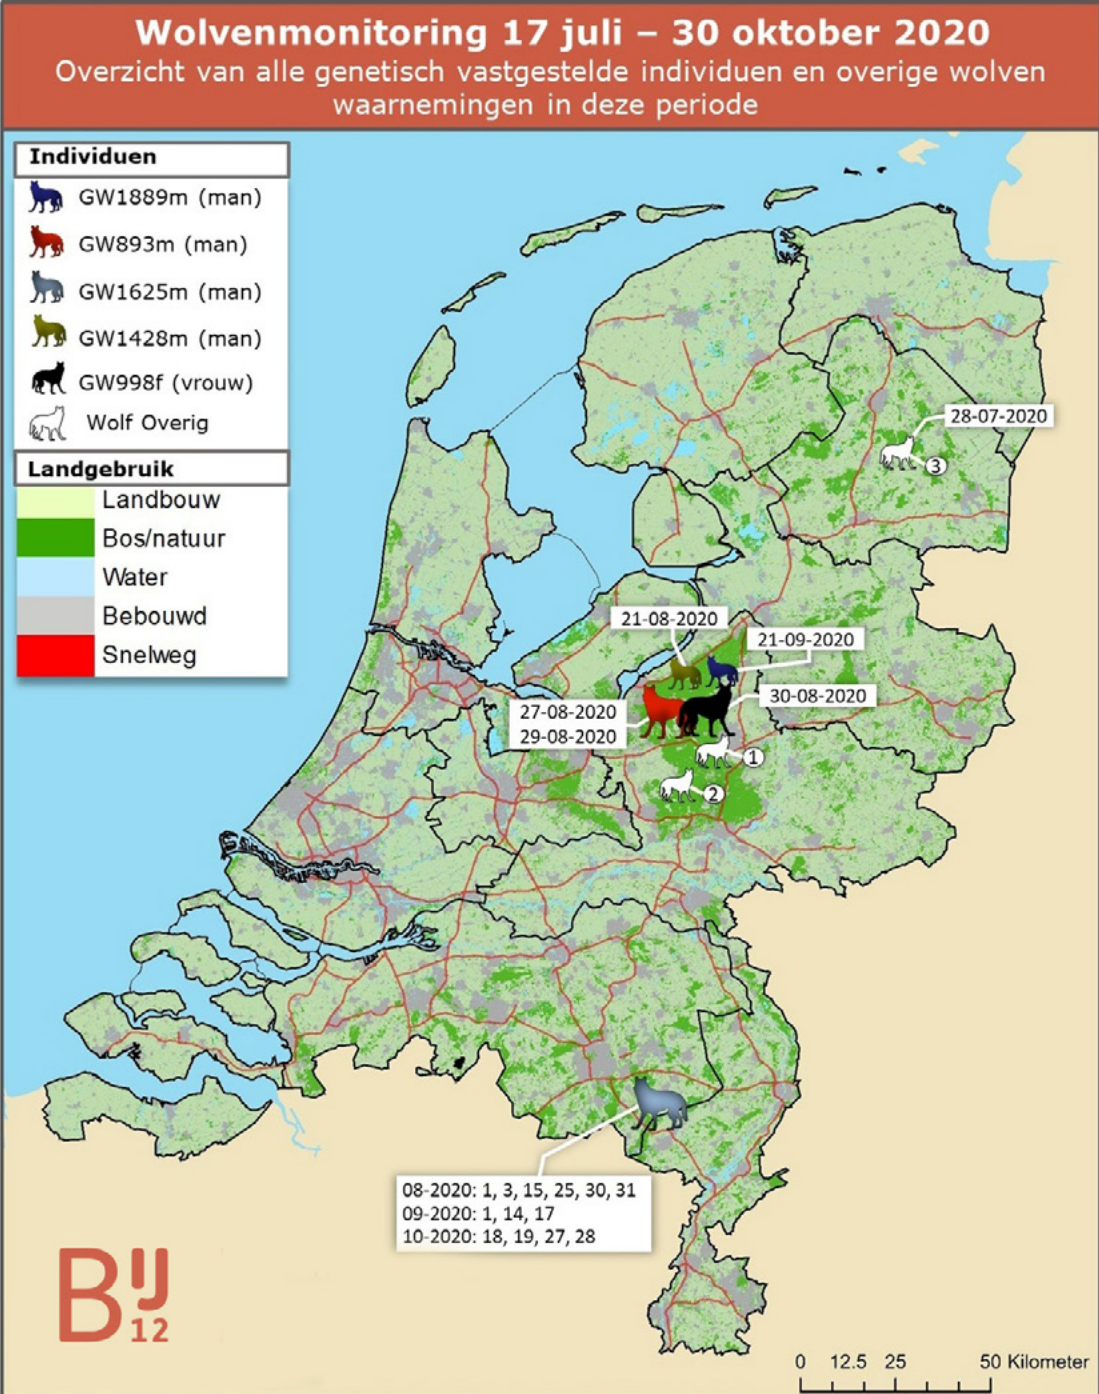 Wolvenmonitoring 17 juli – 30 oktober 2020
Overzicht van alle genetisch vastgestelde individuen en overige wolven
waarnemingen in deze periode
Individuen
GW1889m (man)
GW893m (man)
GW1625m (man)
GW1428m (man)
GW998f (vrouw)
Wolf Overig
Landgebruik
Landbouw
Bos/natuur
Water
Bebouwd
Snelweg
28-07-2020
3
21-08-2020
21-09-2020
30-08-2020
27-08-2020
29-08-2020
1
2
08-2020: 1, 3, 15, 25, 30, 31
09-2020: 1, 14, 17
10-2020: 18, 19, 27, 28
BIJ
12
0 12.5 25 50 Kilometer